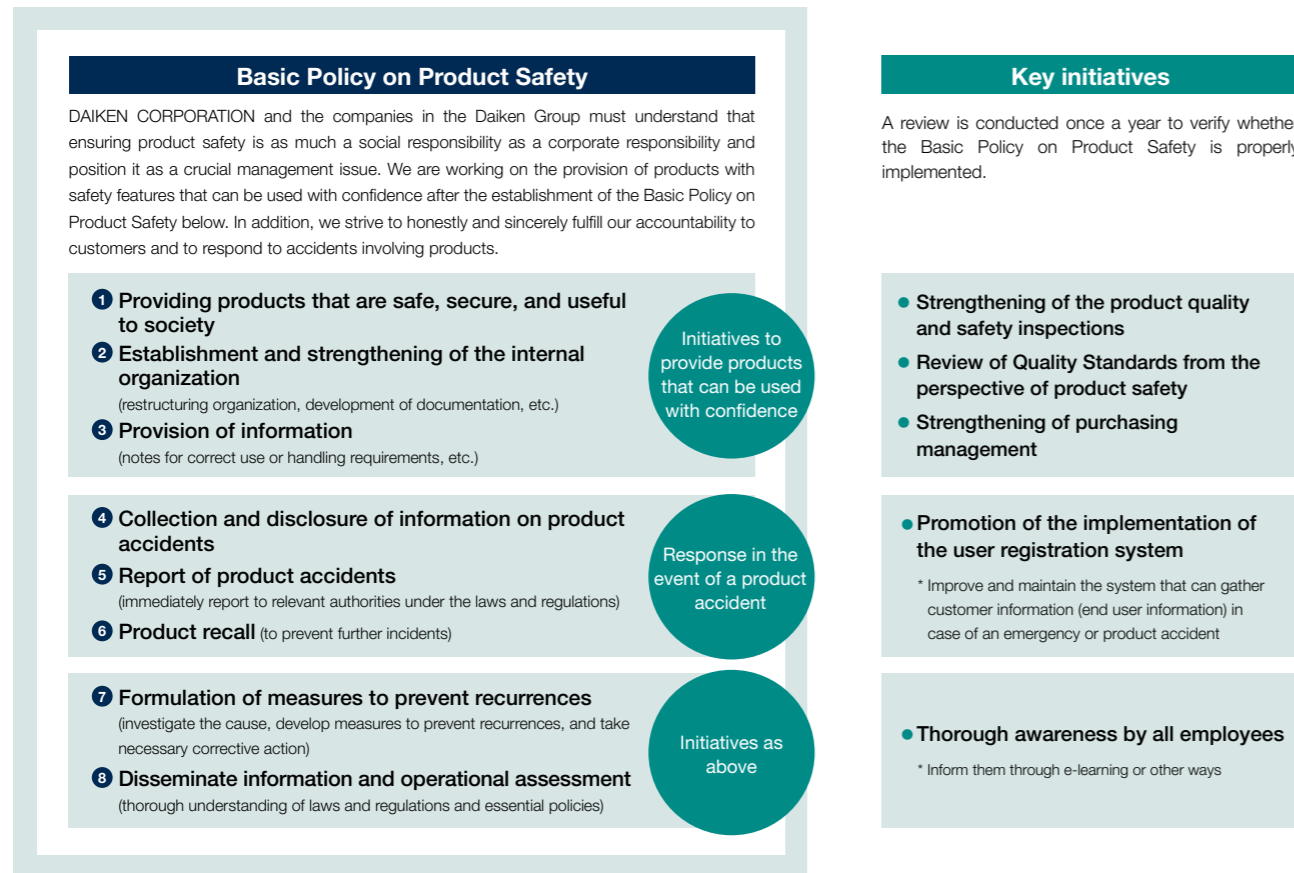 Basic Policy on Product Safety
DAIKEN CORPORATION and the companies in the Daiken Group must understand that
ensuring product safety is as much a social responsibility as a corporate responsibility and
position it as a crucial management issue. We are working on the provision of products with
safety features that can be used with confidence after the establishment of the Basic Policy on
Product Safety below. In addition, we strive to honestly and sincerely fulfill our accountability to
customers and to respond to accidents involving products.
1 Providing products that are safe, secure, and useful
to society
2 Establishment and strengthening of the internal
organization
(restructuring organization, development of documentation, etc.)
3 Provision of information
(notes for correct use or handling requirements, etc.)
Initiatives to
provide products
that can be used
with confidence
4 Collection and disclosure of information on product
accidents
5 Report of product accidents
(immediately report to relevant authorities under the laws and regulations)
6 Product recall (to prevent further incidents)
Response in the
event of a product
accident
7 Formulation of measures to prevent recurrences
(investigate the cause, develop measures to prevent recurrences, and take
necessary corrective action)
8 Disseminate information and operational assessment
(thorough understanding of laws and regulations and essential policies)
Initiatives as
above
Key initiatives
A review is conducted once a year to verify whether
the Basic Policy on Product Safety is properly
implemented.
● Strengthening of the product quality
and safety inspections
● Review of Quality Standards from the
perspective of product safety
● Strengthening of purchasing
management
● Promotion of the implementation of
the user registration system
* Improve and maintain the system that can gather
customer information (end user information) in
case of an emergency or product accident
● Thorough awareness by all employees
* Inform them through e-learning or other ways